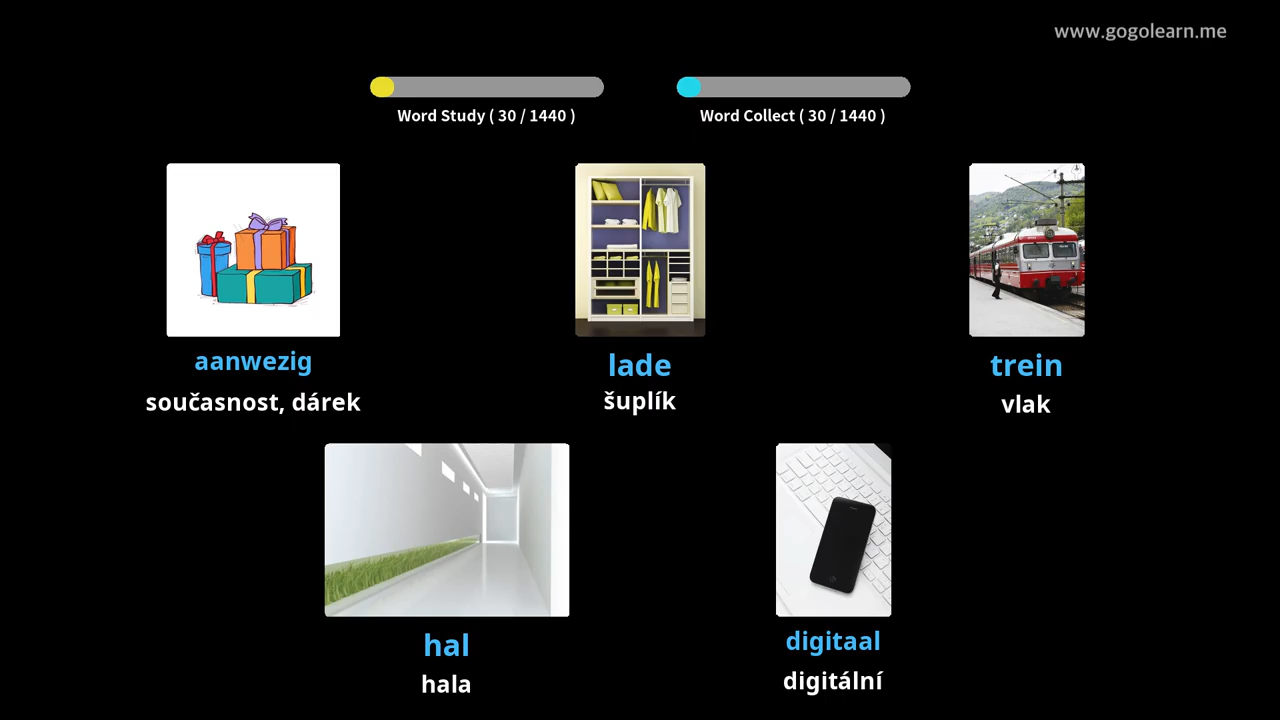 www.gogolearn.me
Word Study ( 30 / 1440 )
Word Collect ( 30 / 1440 )
aanwezig
současnost, dárek
lade
šuplík
trein
vlak
hal
hala
digitaal
digitální